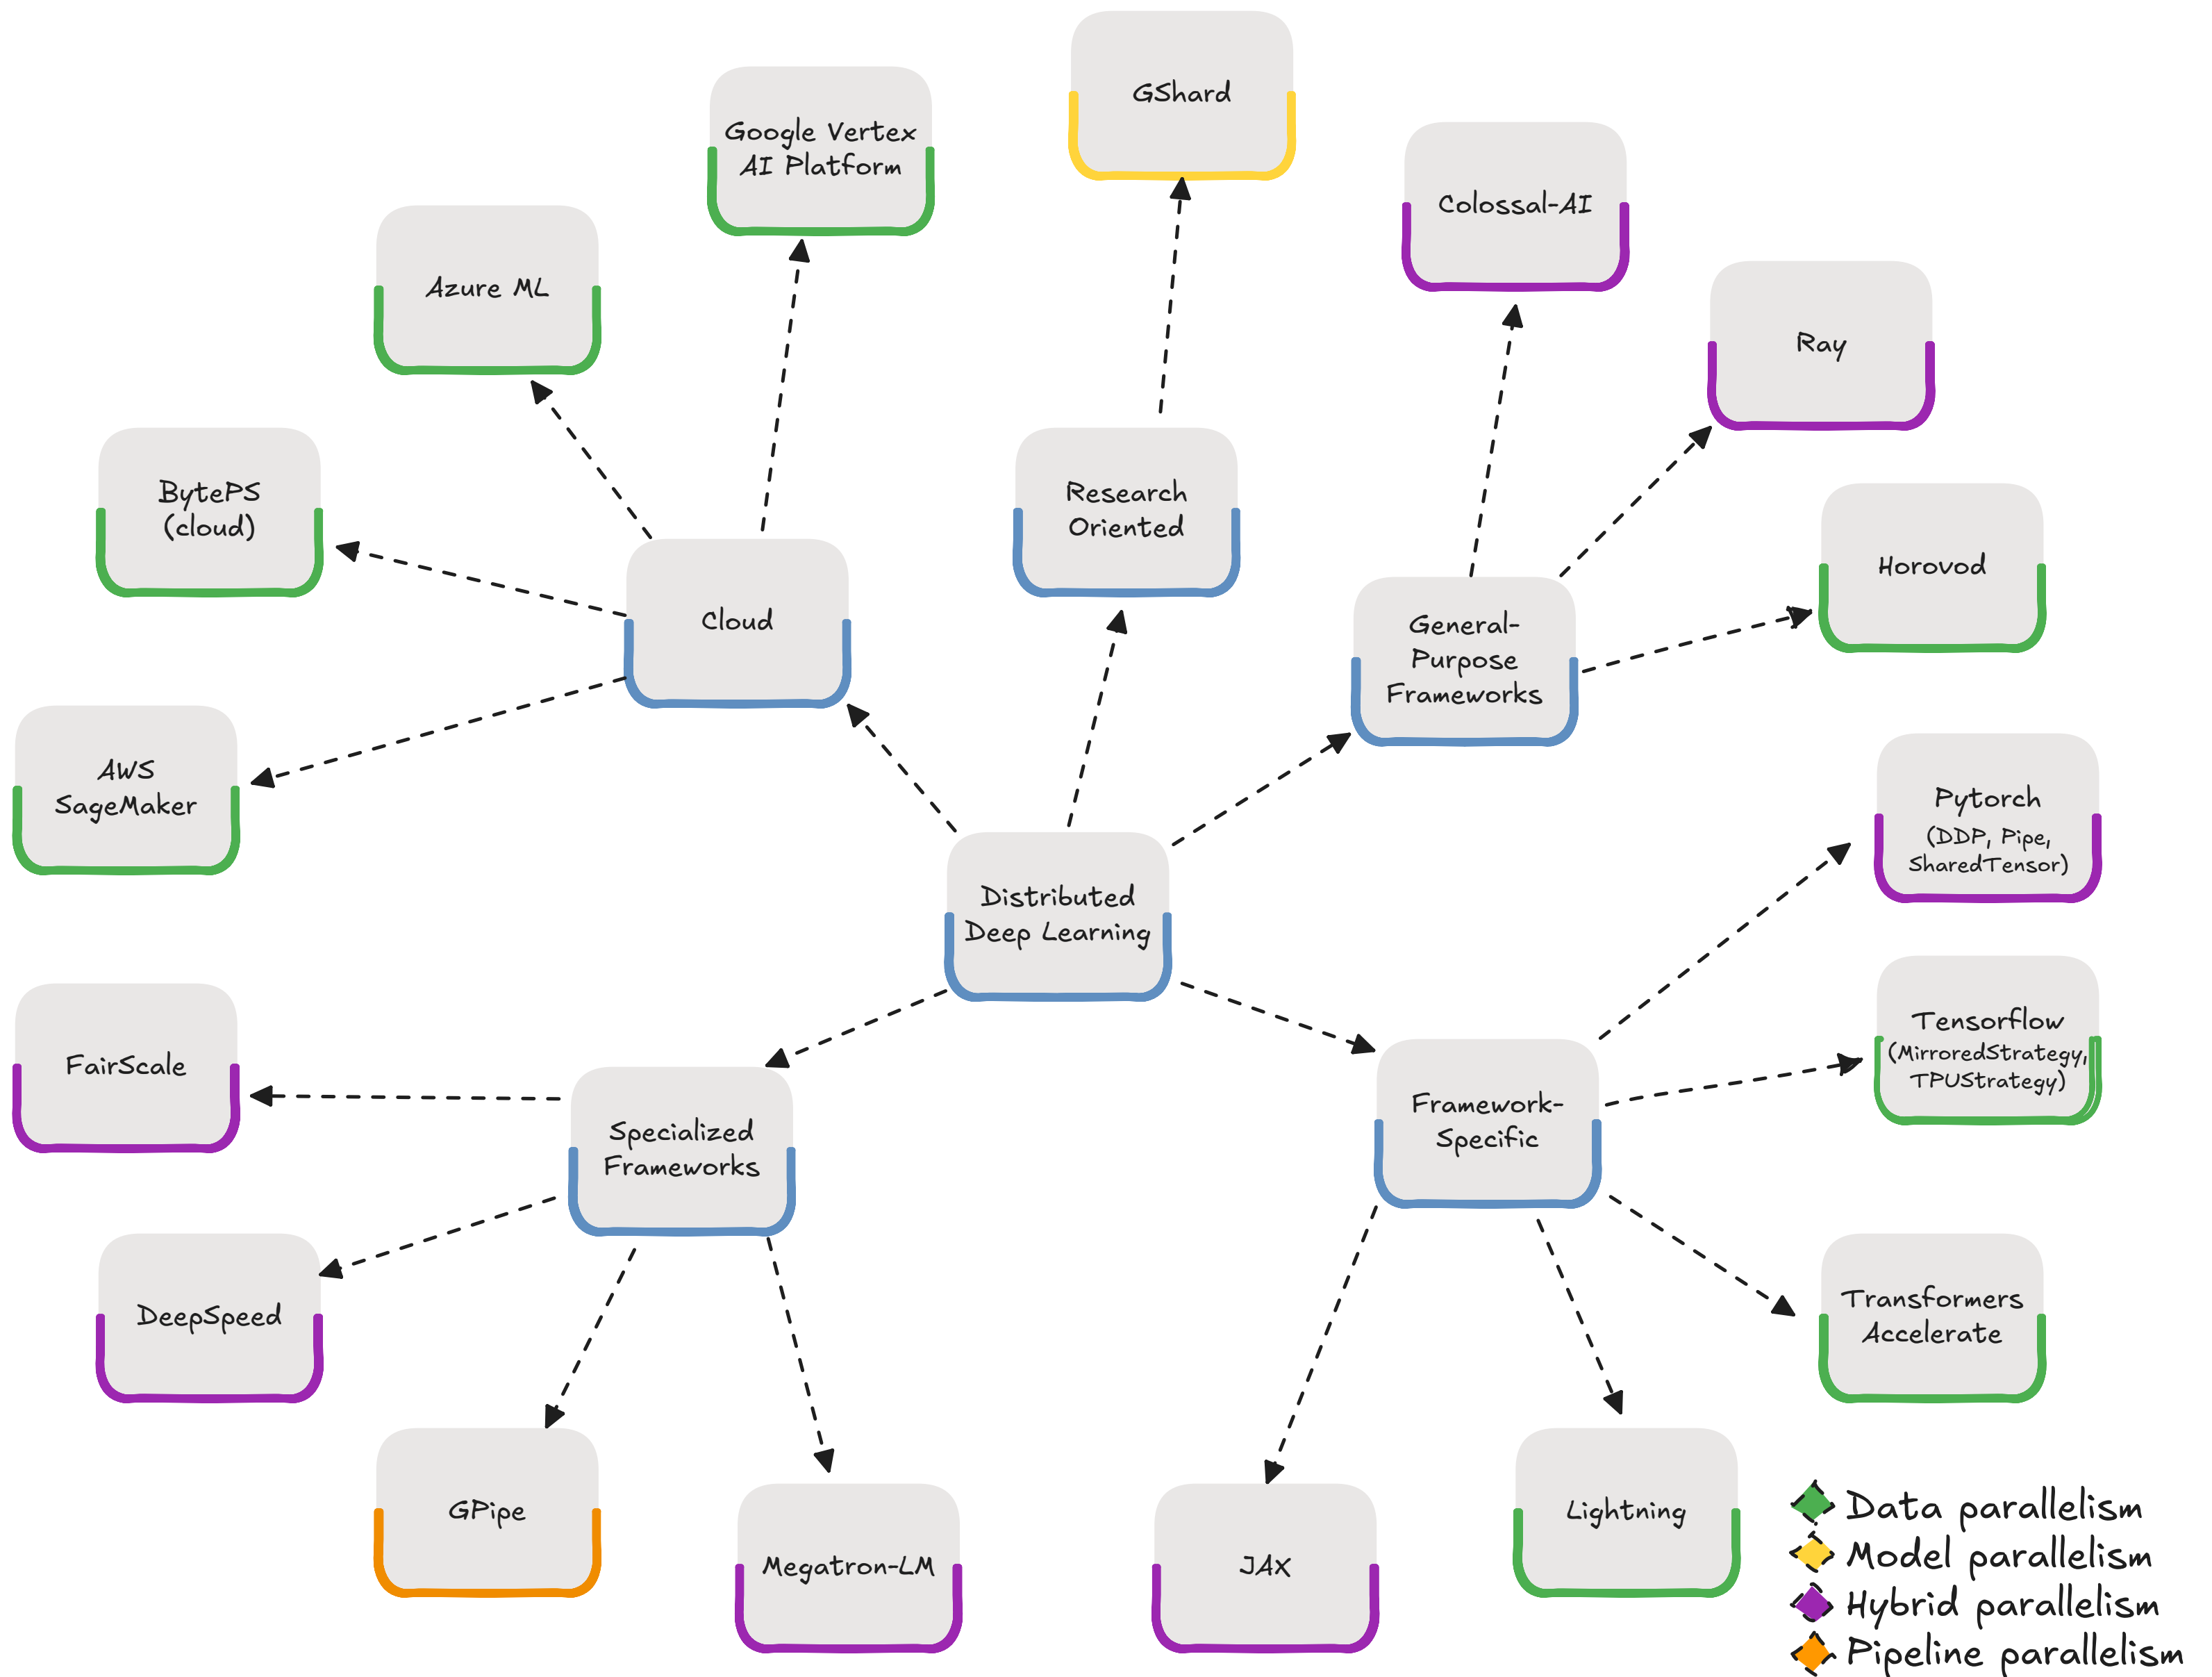 GShard
Google Vertex
AI Platform
Colossal-AI
Azure ML
Ray
BytePS
(cloud)
Research
Oriented
Horovod
Cloud
General-
Purpose
Frameworks
AWS
SageMaker
Pytorch
(DDP, Pipe,
SharedTensor)
Distributed
Deep Learning
Tensorflow
(MirroredStrategy,
TPUStrategy)
FairScale
Specialized
Frameworks
Framework-
Specific
DeepSpeed
Transformers
Accelerate
GPipe
Megatron-LM
JAX
Lightning
Data parallelism
Model parallelism
Hybrid parallelism
Pipeline parallelism